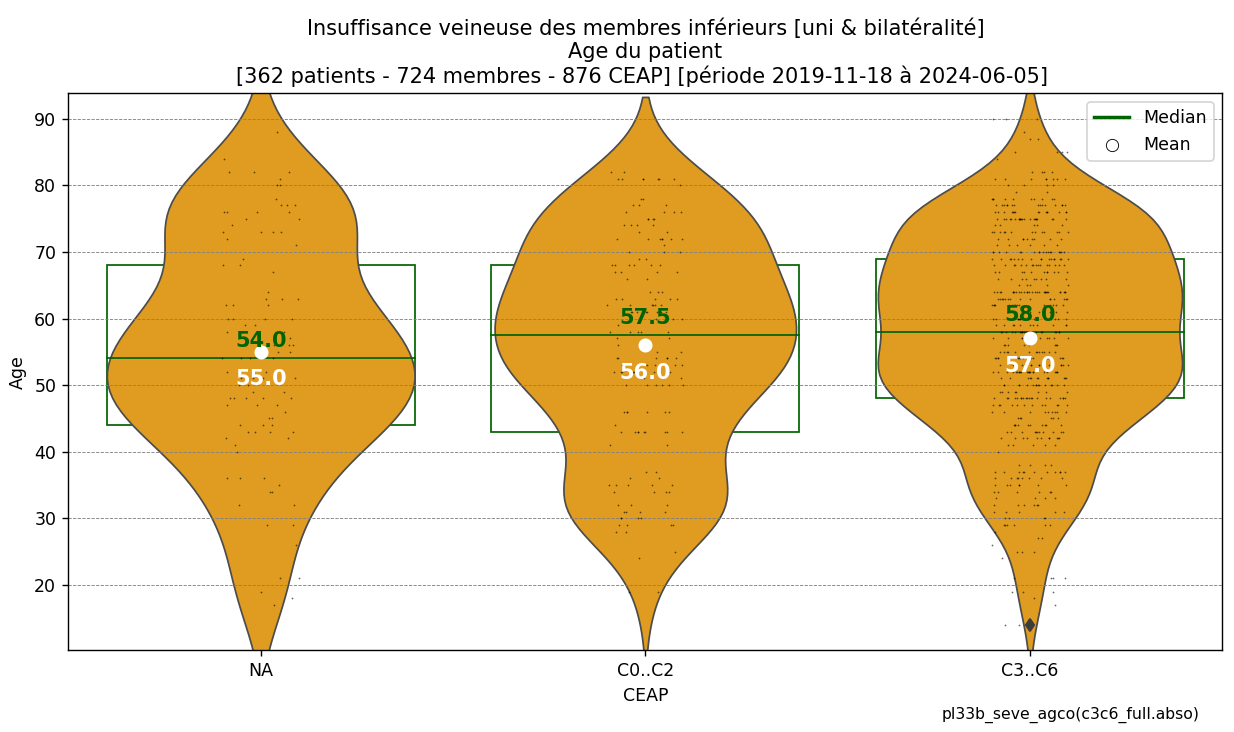 Insuffisance veineuse des membres inférieurs [uni & bilatéralité]
Age du patient
[362 patients - 724 membres - 876 CEAP] [période 2019-11-18 à 2024-06-05]
Median
Mean
90
80
70
60
50
40
30
20
Age
54.0
55.0
57.5
56.0
58.0
57.0
NA
C0..C2
C3..C6
CEAP
pl33b_seve_agco(c3c6_full.abso)